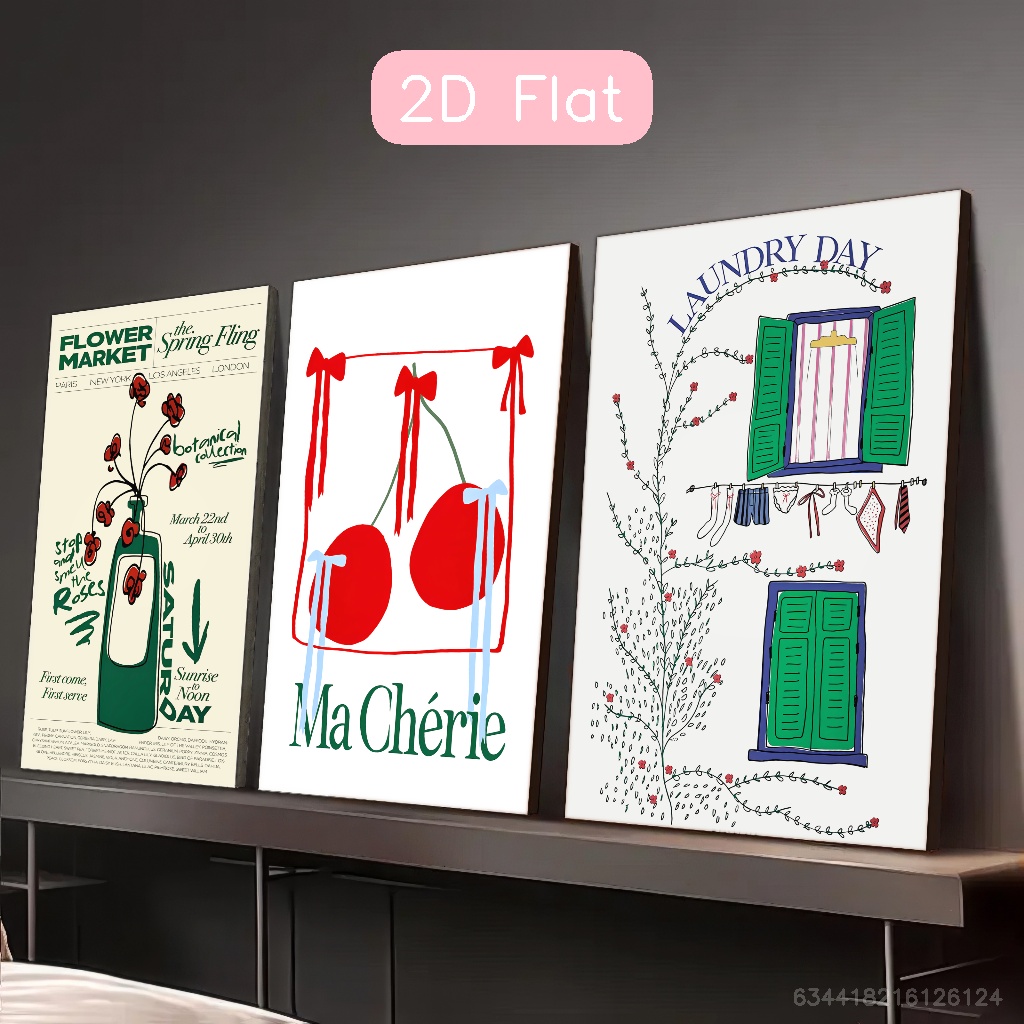 2D Flat
FLOWER
MARKET
the
Spring Fling
PARIS NEW YORK LOS ANGELES LONDON
botanical
collection
March 22nd
to
April 30th
stop
and
smell
the
Roses
SATURDAY
Sunrise
to
Noon
First come,
First serve
Ma Chérie
LAUNDRY DAY
634418216126124